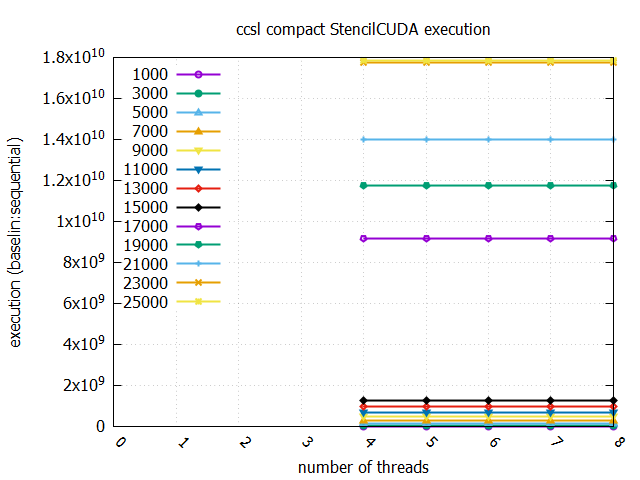 ccsl compact StencilCUDA execution
execution (baselin:sequential)
1.8x10^10
1.6x10^10
1.4x10^10
1.2x10^10
1x10^10
8x10^9
6x10^9
4x10^9
2x10^9
0
1000
3000
5000
7000
9000
11000
13000
15000
17000
19000
21000
23000
25000
0 1 2 3 4 5 6 7 8
number of threads